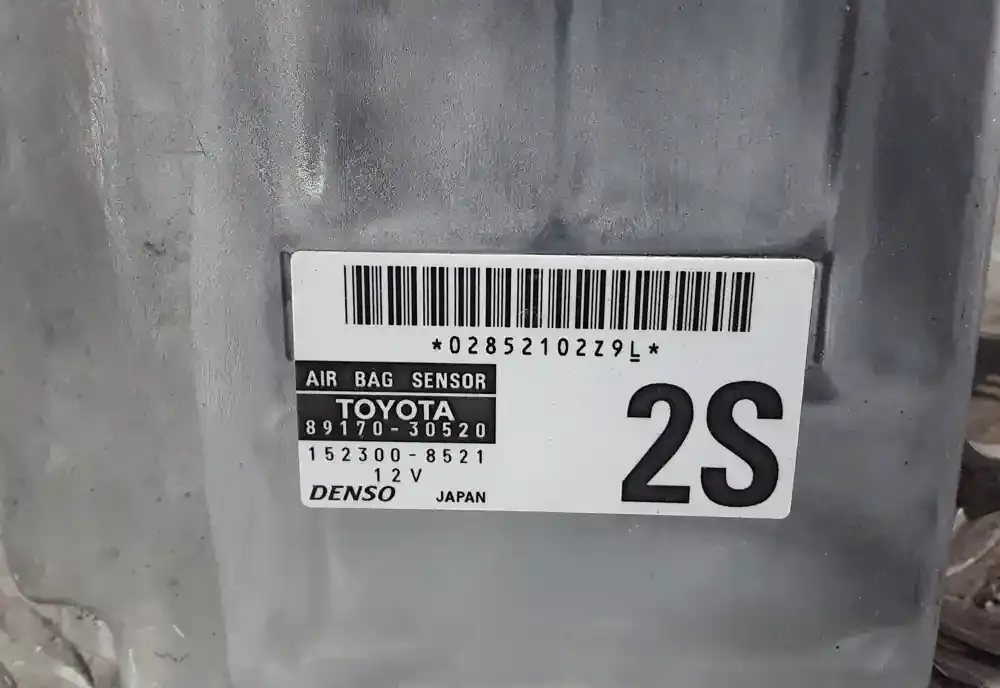 *02852102Z9L*
AIR BAG SENSOR
TOYOTA
89170-30520
152300-8521
12V
DENSO JAPAN
2S